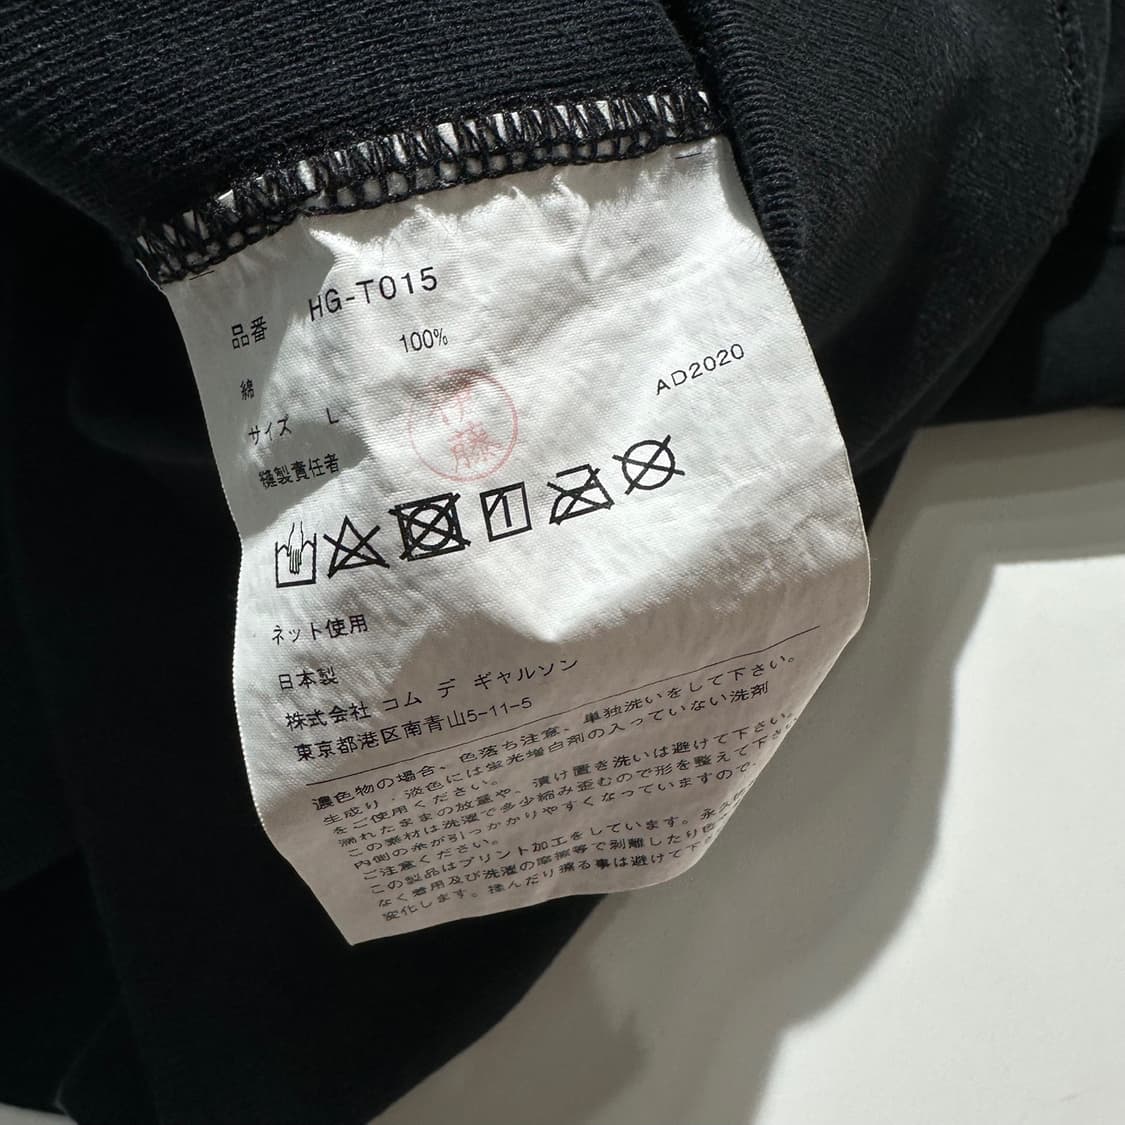 品番 HG-T015
綿 100%
AD2020
サイズ L
縫製責任者
伊藤
ネット使用
日本製
株式会社 コム デ ギャルソン
東京都港区南青山5-11-5
濃色物の場合、色落ち注意、単独洗いをして下さい。
生成り、淡色には蛍光増白剤の入っていない洗剤
をご使用ください。
濡れたままの放置や、漬け置き洗いは避けて下さい。
この素材は洗濯で多少縮み歪むので形を整えて下さ
内側の糸が引っかかりやすくなっていますので、
ご注意ください。
この製品はプリント加工をしています。永久
なく着用及び洗濯の摩擦等で剥離したり色
変化します。揉んだり擦る事は避けて下